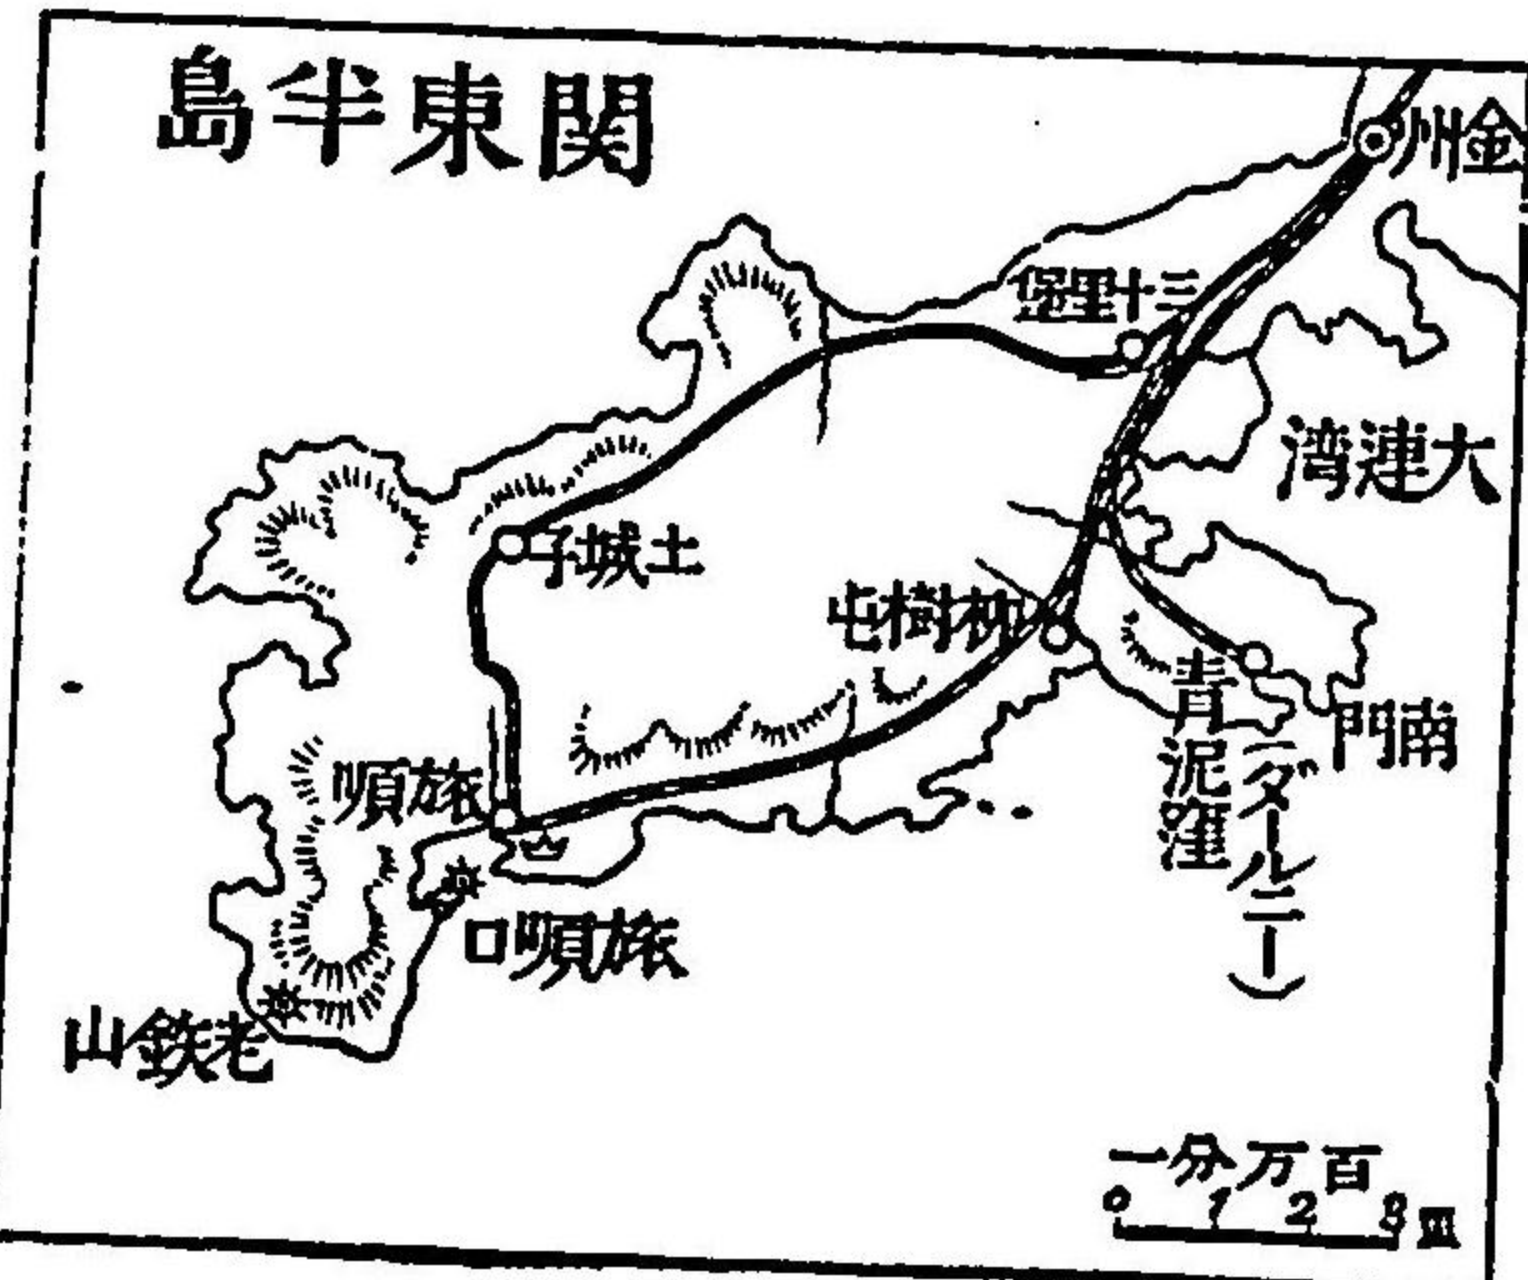 関東半島
金州
三十里堡
大連湾
土城子
柳樹屯
青泥窪
(ダールニー)
南門
旅順
旅順口
老鉄山
百万分一
0 1 2 3 里